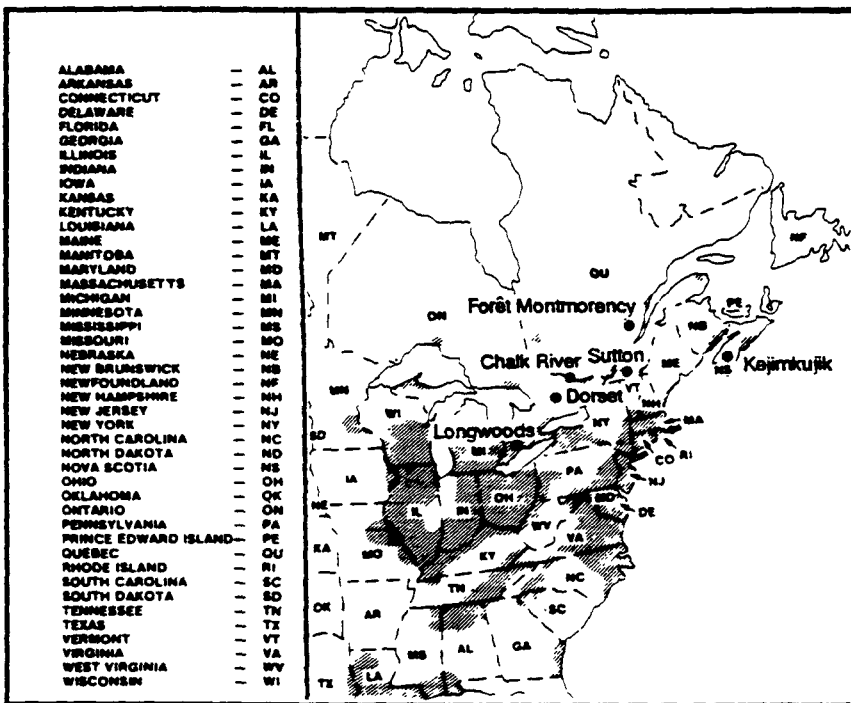 ALABAMA — AL
ARKANSAS — AR
CONNECTICUT — CO
DELAWARE — DE
FLORIDA — FL
GEORGIA — GA
ILLINOIS — IL
INDIANA — IN
IOWA — IA
KANSAS — KA
KENTUCKY — KY
LOUISIANA — LA
MAINE — ME
MANITOBA — MT
MARYLAND — MD
MASSACHUSETTS — MA
MICHIGAN — MI
MINNESOTA — MN
MISSISSIPPI — MS
MISSOURI — MO
NEBRASKA — NE
NEW BRUNSWICK — NB
NEWFOUNDLAND — NF
NEW HAMPSHIRE — NH
NEW JERSEY — NJ
NEW YORK — NY
NORTH CAROLINA — NC
NORTH DAKOTA — ND
NOVA SCOTIA — NS
OHIO — OH
OKLAHOMA — OK
ONTARIO — ON
PENNSYLVANIA — PA
PRINCE EDWARD ISLAND — PE
QUEBEC — QU
RHODE ISLAND — RI
SOUTH CAROLINA — SC
SOUTH DAKOTA — SD
TENNESSEE — TN
TEXAS — TX
VERMONT — VT
VIRGINIA — VA
WEST VIRGINIA — WV
WISCONSIN — WI
MT
NF
QU
Forêt Montmorency
PE
ON
NB
Chalk River Sutton
ME
NS
Kejimkujik
MN
VT
Dorset
NH
WI
NY
MA
SD
Longwoods
MI
CO RI
IA
PA
NJ
NE
IL
IN
OH
MD
WV
DE
KA
MO
KY
VA
TN
NC
OK
AR
SC
MS
AL
GA
TX
LA